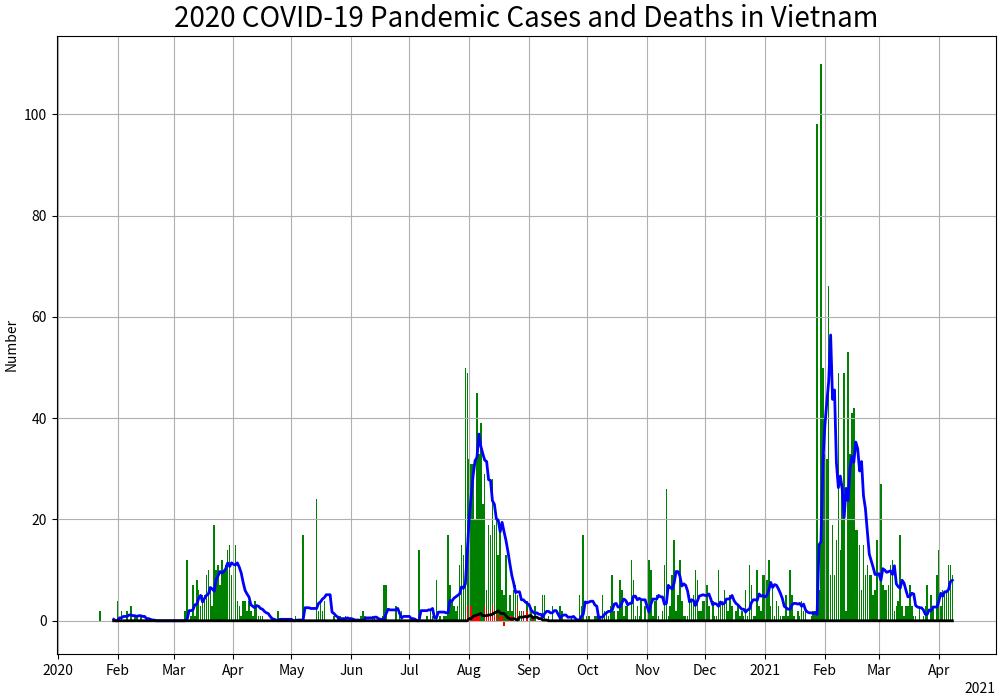 2020 COVID-19 Pandemic Cases and Deaths in Vietnam
Number
100
80
60
40
20
0
2020 Feb Mar Apr May Jun Jul Aug Sep Oct Nov Dec 2021 Feb Mar Apr
2021